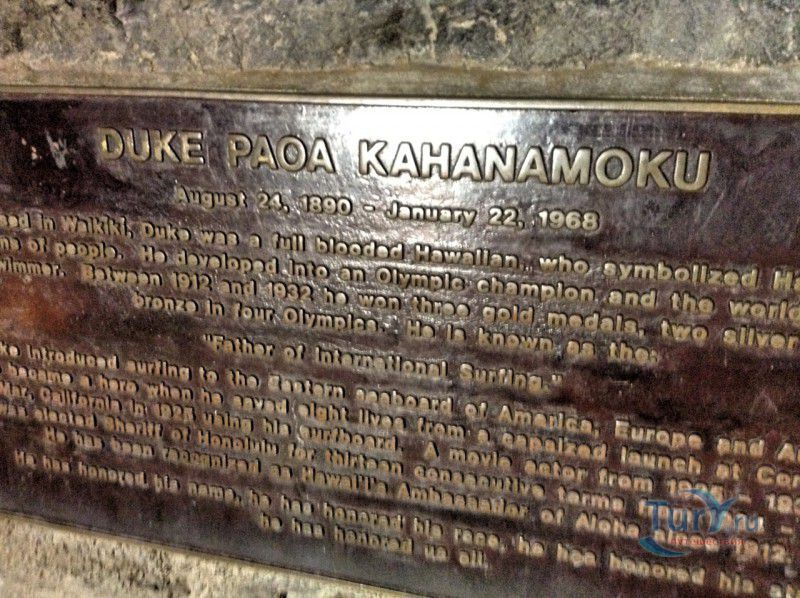 DUKE PAOA KAHANAMOKU
August 24, 1890 - January 22, 1968
in Waikiki, Duke was a full blooded Hawaiian, who symbolized
of people. He developed into an Olympic champion and the
Between 1912 and 1932 he won three gold medals, two silver
bronze in four Olympics. He is known as the
"Father of International Surfing."
introduced surfing to the Eastern seaboard of America, Europe and
a hero when he saved eight lives from a capsized launch at
California in 1925 using his surfboard. A movie actor from
Sheriff of Honolulu for thirteen consecutive terms
He has been recognized as Hawaii's Ambassador of Aloha 1912.
He has honored his name, he has honored his race, he has honored his
he has honored us all.
TurY.ru